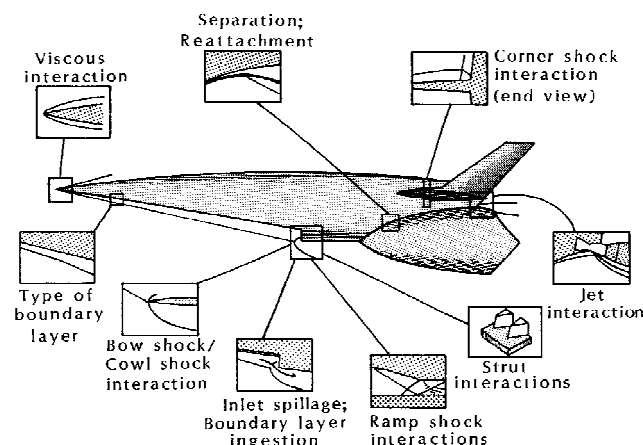 Separation;
Reattachment
Viscous
interaction
Corner shock
interaction
(end view)
Type of
boundary
layer
Bow shock/
Cowl shock
interaction
Inlet spillage;
Boundary layer
ingestion
Ramp shock
interactions
Strut
interactions
Jet
interaction